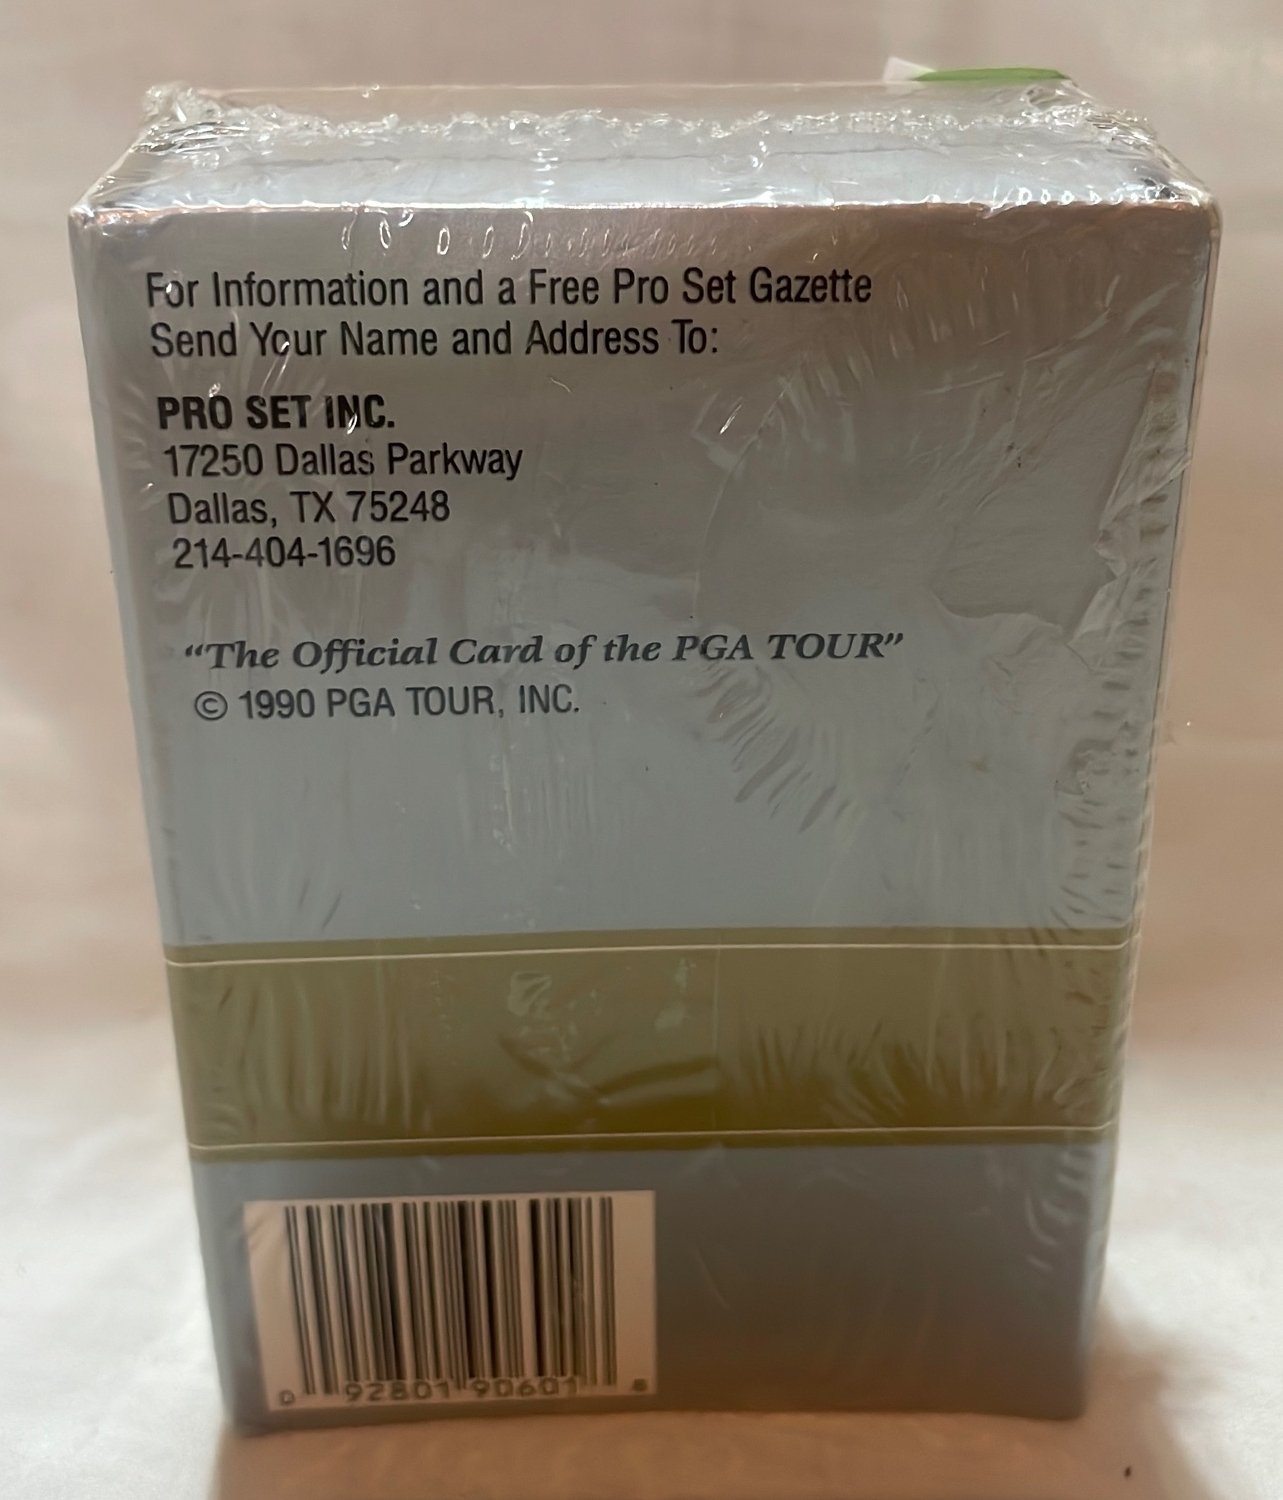 For Information and a Free Pro Set Gazette
Send Your Name and Address To:
PRO SET INC.
17250 Dallas Parkway
Dallas, TX 75248
214-404-1696
“The Official Card of the PGA TOUR”
© 1990 PGA TOUR, INC.
0 92801 90601 8